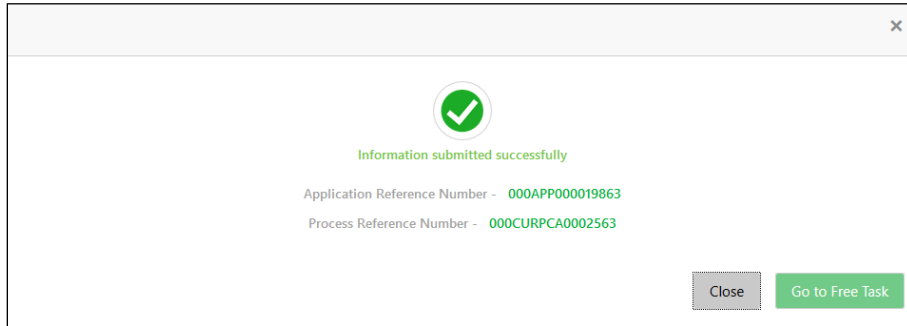 ×
Information submitted successfully
Application Reference Number - 000APP000019863
Process Reference Number - 000CURPCA0002563
Close Go to Free Task